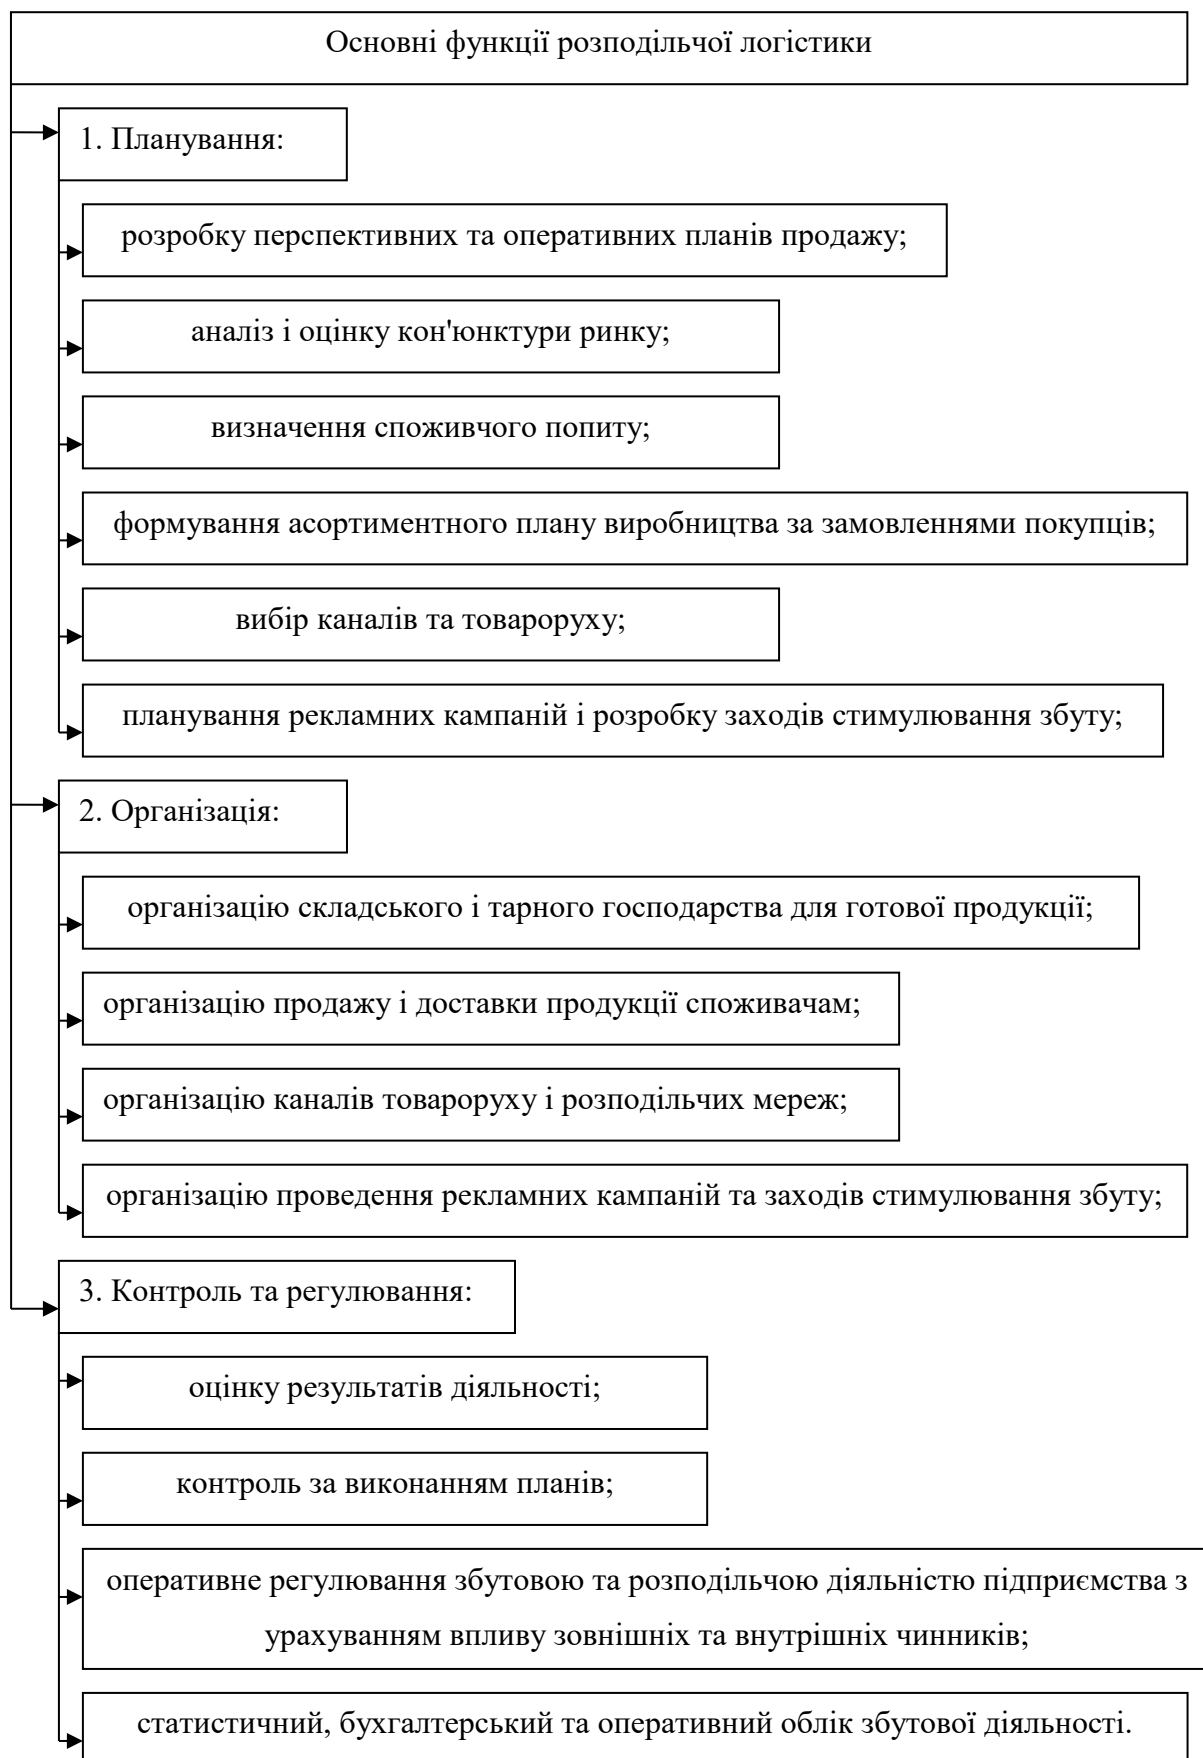 Основні функції розподільчої логістики
1. Планування:
розробку перспективних та оперативних планів продажу;
аналіз і оцінку кон'юнктури ринку;
визначення споживчого попиту;
формування асортиментного плану виробництва за замовленнями покупців;
вибір каналів та товароруху;
планування рекламних кампаній і розробку заходів стимулювання збуту;
2. Організація:
організацію складського і тарного господарства для готової продукції;
організацію продажу і доставки продукції споживачам;
організацію каналів товароруху і розподільчих мереж;
організацію проведення рекламних кампаній та заходів стимулювання збуту;
3. Контроль та регулювання:
оцінку результатів діяльності;
контроль за виконанням планів;
оперативне регулювання збутовою та розподільчою діяльністю підприємства з
урахуванням впливу зовнішніх та внутрішніх чинників;
статистичний, бухгалтерський та оперативний облік збутової діяльності.